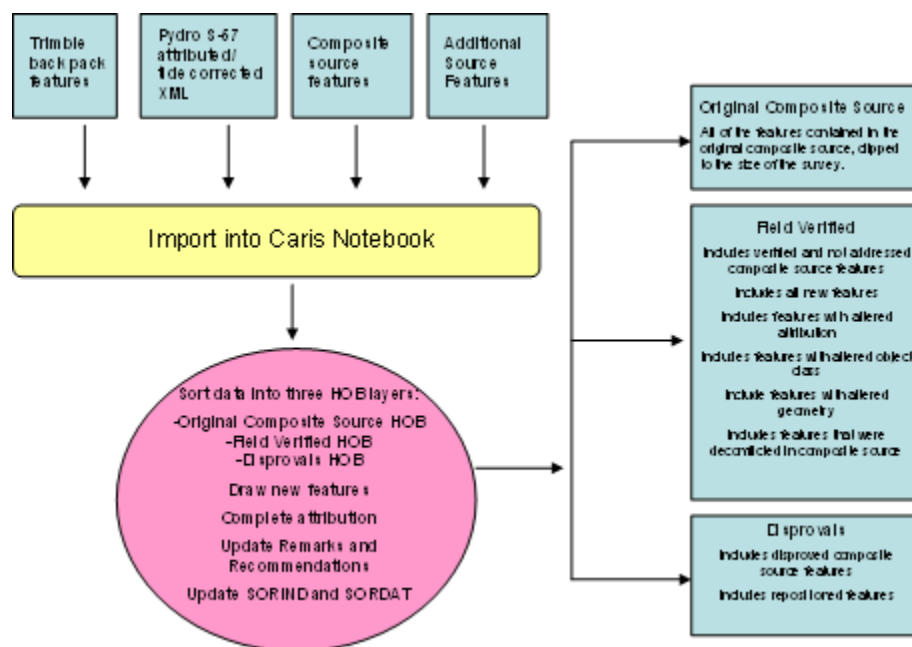 Trimble
backpack
features
Pydro S-57
attributed/
tide corrected
XML
Composite
source
features
Additional
Source
Features
Import into Caris Notebook
Sort data into three HOB layers:
-Original Composite Source HOB
-Field Verified HOB
-Disprovals HOB
Draw new features
Complete attribution
Update Remarks and
Recommendations
Update SORIND and SORDAT
Original Composite Source
All of the features contained in the
original composite source, clipped
to the size of the survey.
Field Verified
Includes verified and not addressed
composite source features
Includes all new features
Includes features with altered
attribution
Includes features with altered object
class
Include features with altered
geometry
Includes features that were
deconflicted in composite source
Disprovals
Includes disproved composite
source features
Includes repositioned features